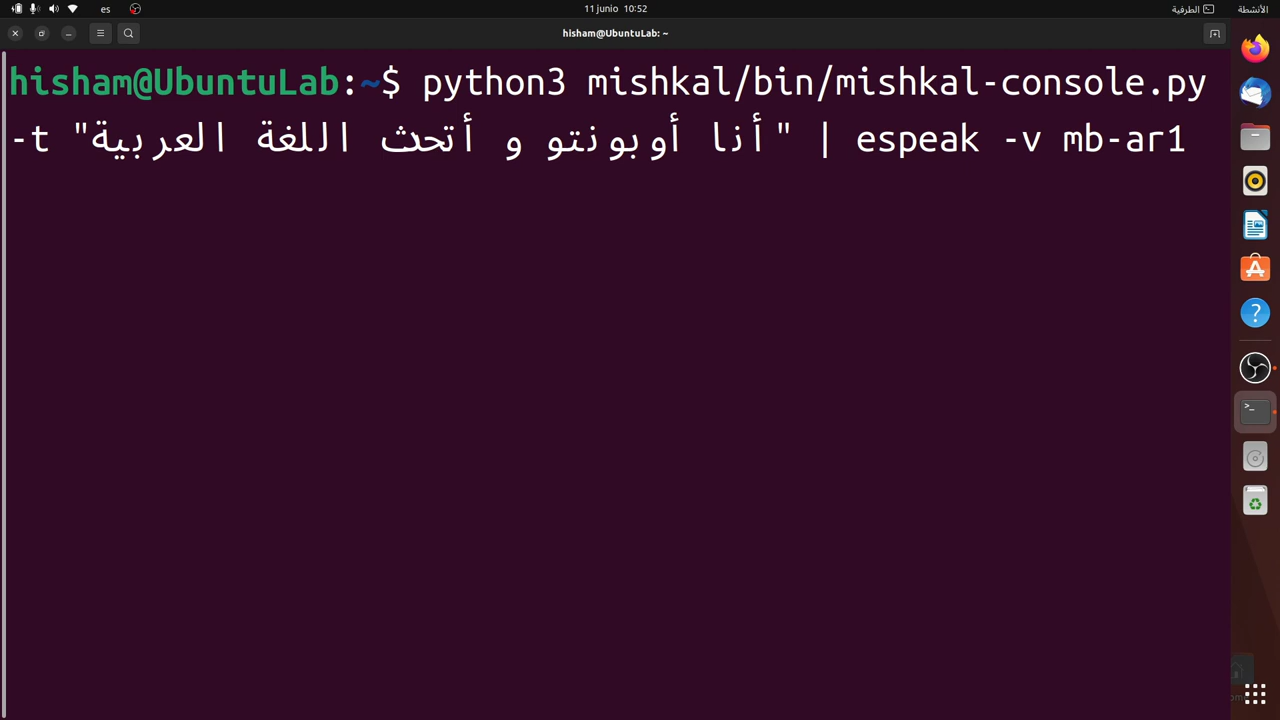 es
11 junio 10:52
الطرفية
الأنشطة
hisham@UbuntuLab: ~
hisham@UbuntuLab:~$ python3 mishkal/bin/mishkal-console.py
-t "أنا أوبونتو و أتحدث اللغة العربية" | espeak -v mb-ar1